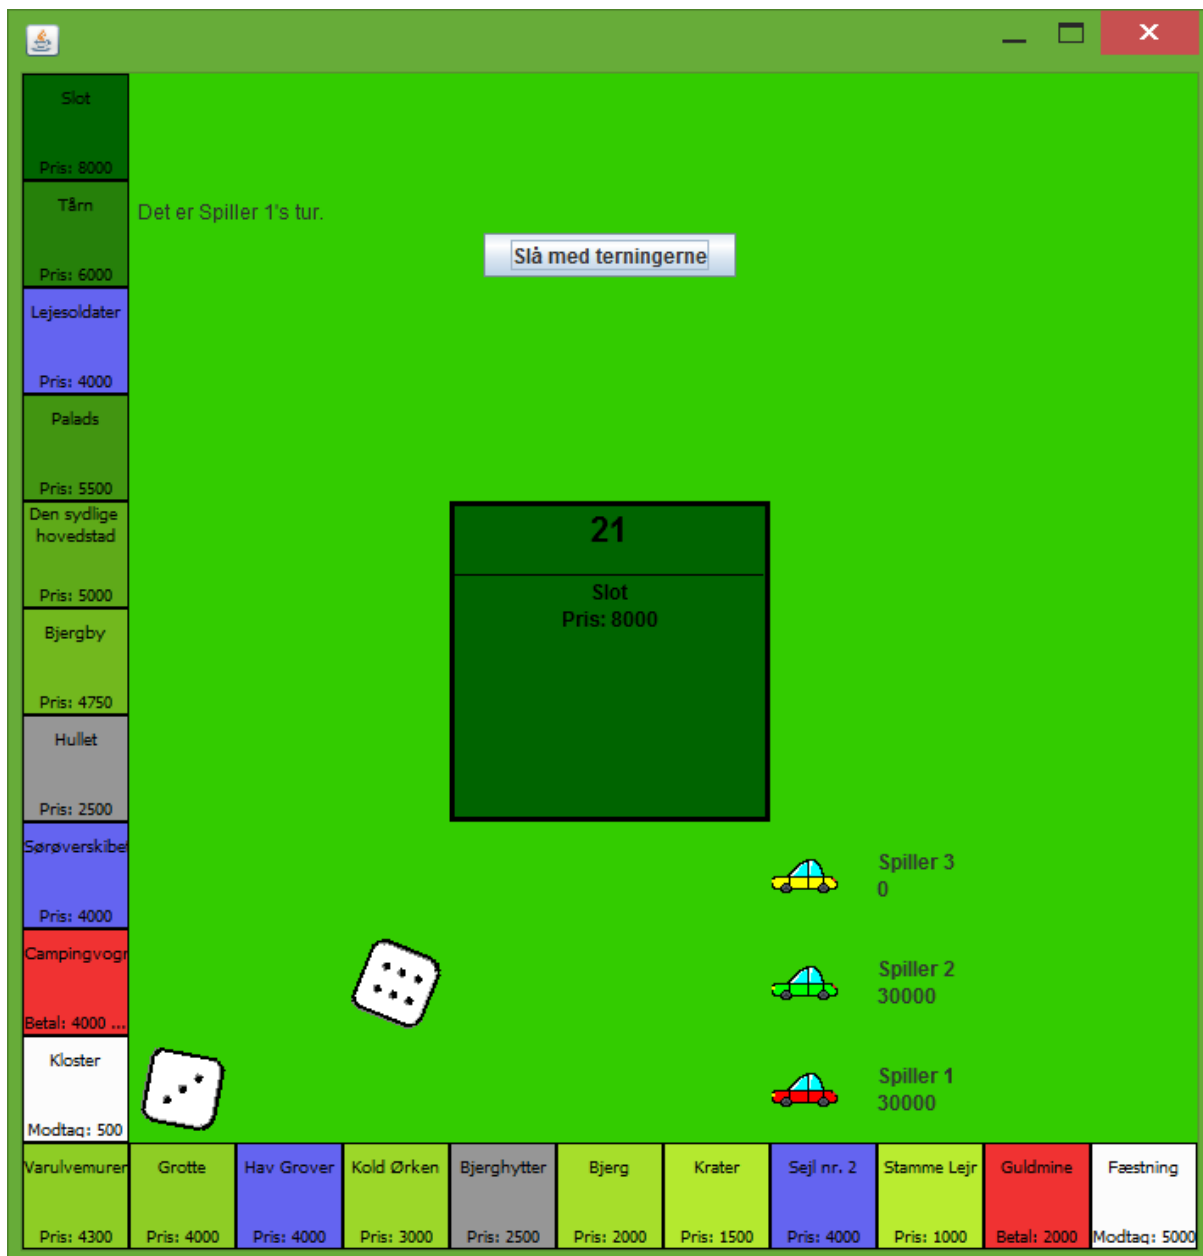 Slot
Pris: 8000
Tårn
Pris: 6000
Det er Spiller 1's tur.
Slå med terningerne
Lejesoldater
Pris: 4000
Palads
Pris: 5500
Den sydlige
hovedstad
Pris: 5000
21
Slot
Pris: 8000
Bjergby
Pris: 4750
Hullet
Pris: 2500
Sørøverskibet
Pris: 4000
Spiller 3
0
Campingvogn
Betal: 4000 ...
Spiller 2
30000
Kloster
Modtag: 500
Spiller 1
30000
Varulvemuren
Pris: 4300
Grotte
Pris: 4000
Hav Grover
Pris: 4000
Kold Ørken
Pris: 3000
Bjerghytter
Pris: 2500
Bjerg
Pris: 2000
Krater
Pris: 1500
Sejl nr. 2
Pris: 4000
Stamme Lejr
Pris: 1000
Guldmine
Betal: 2000
Fæstning
Modtag: 5000